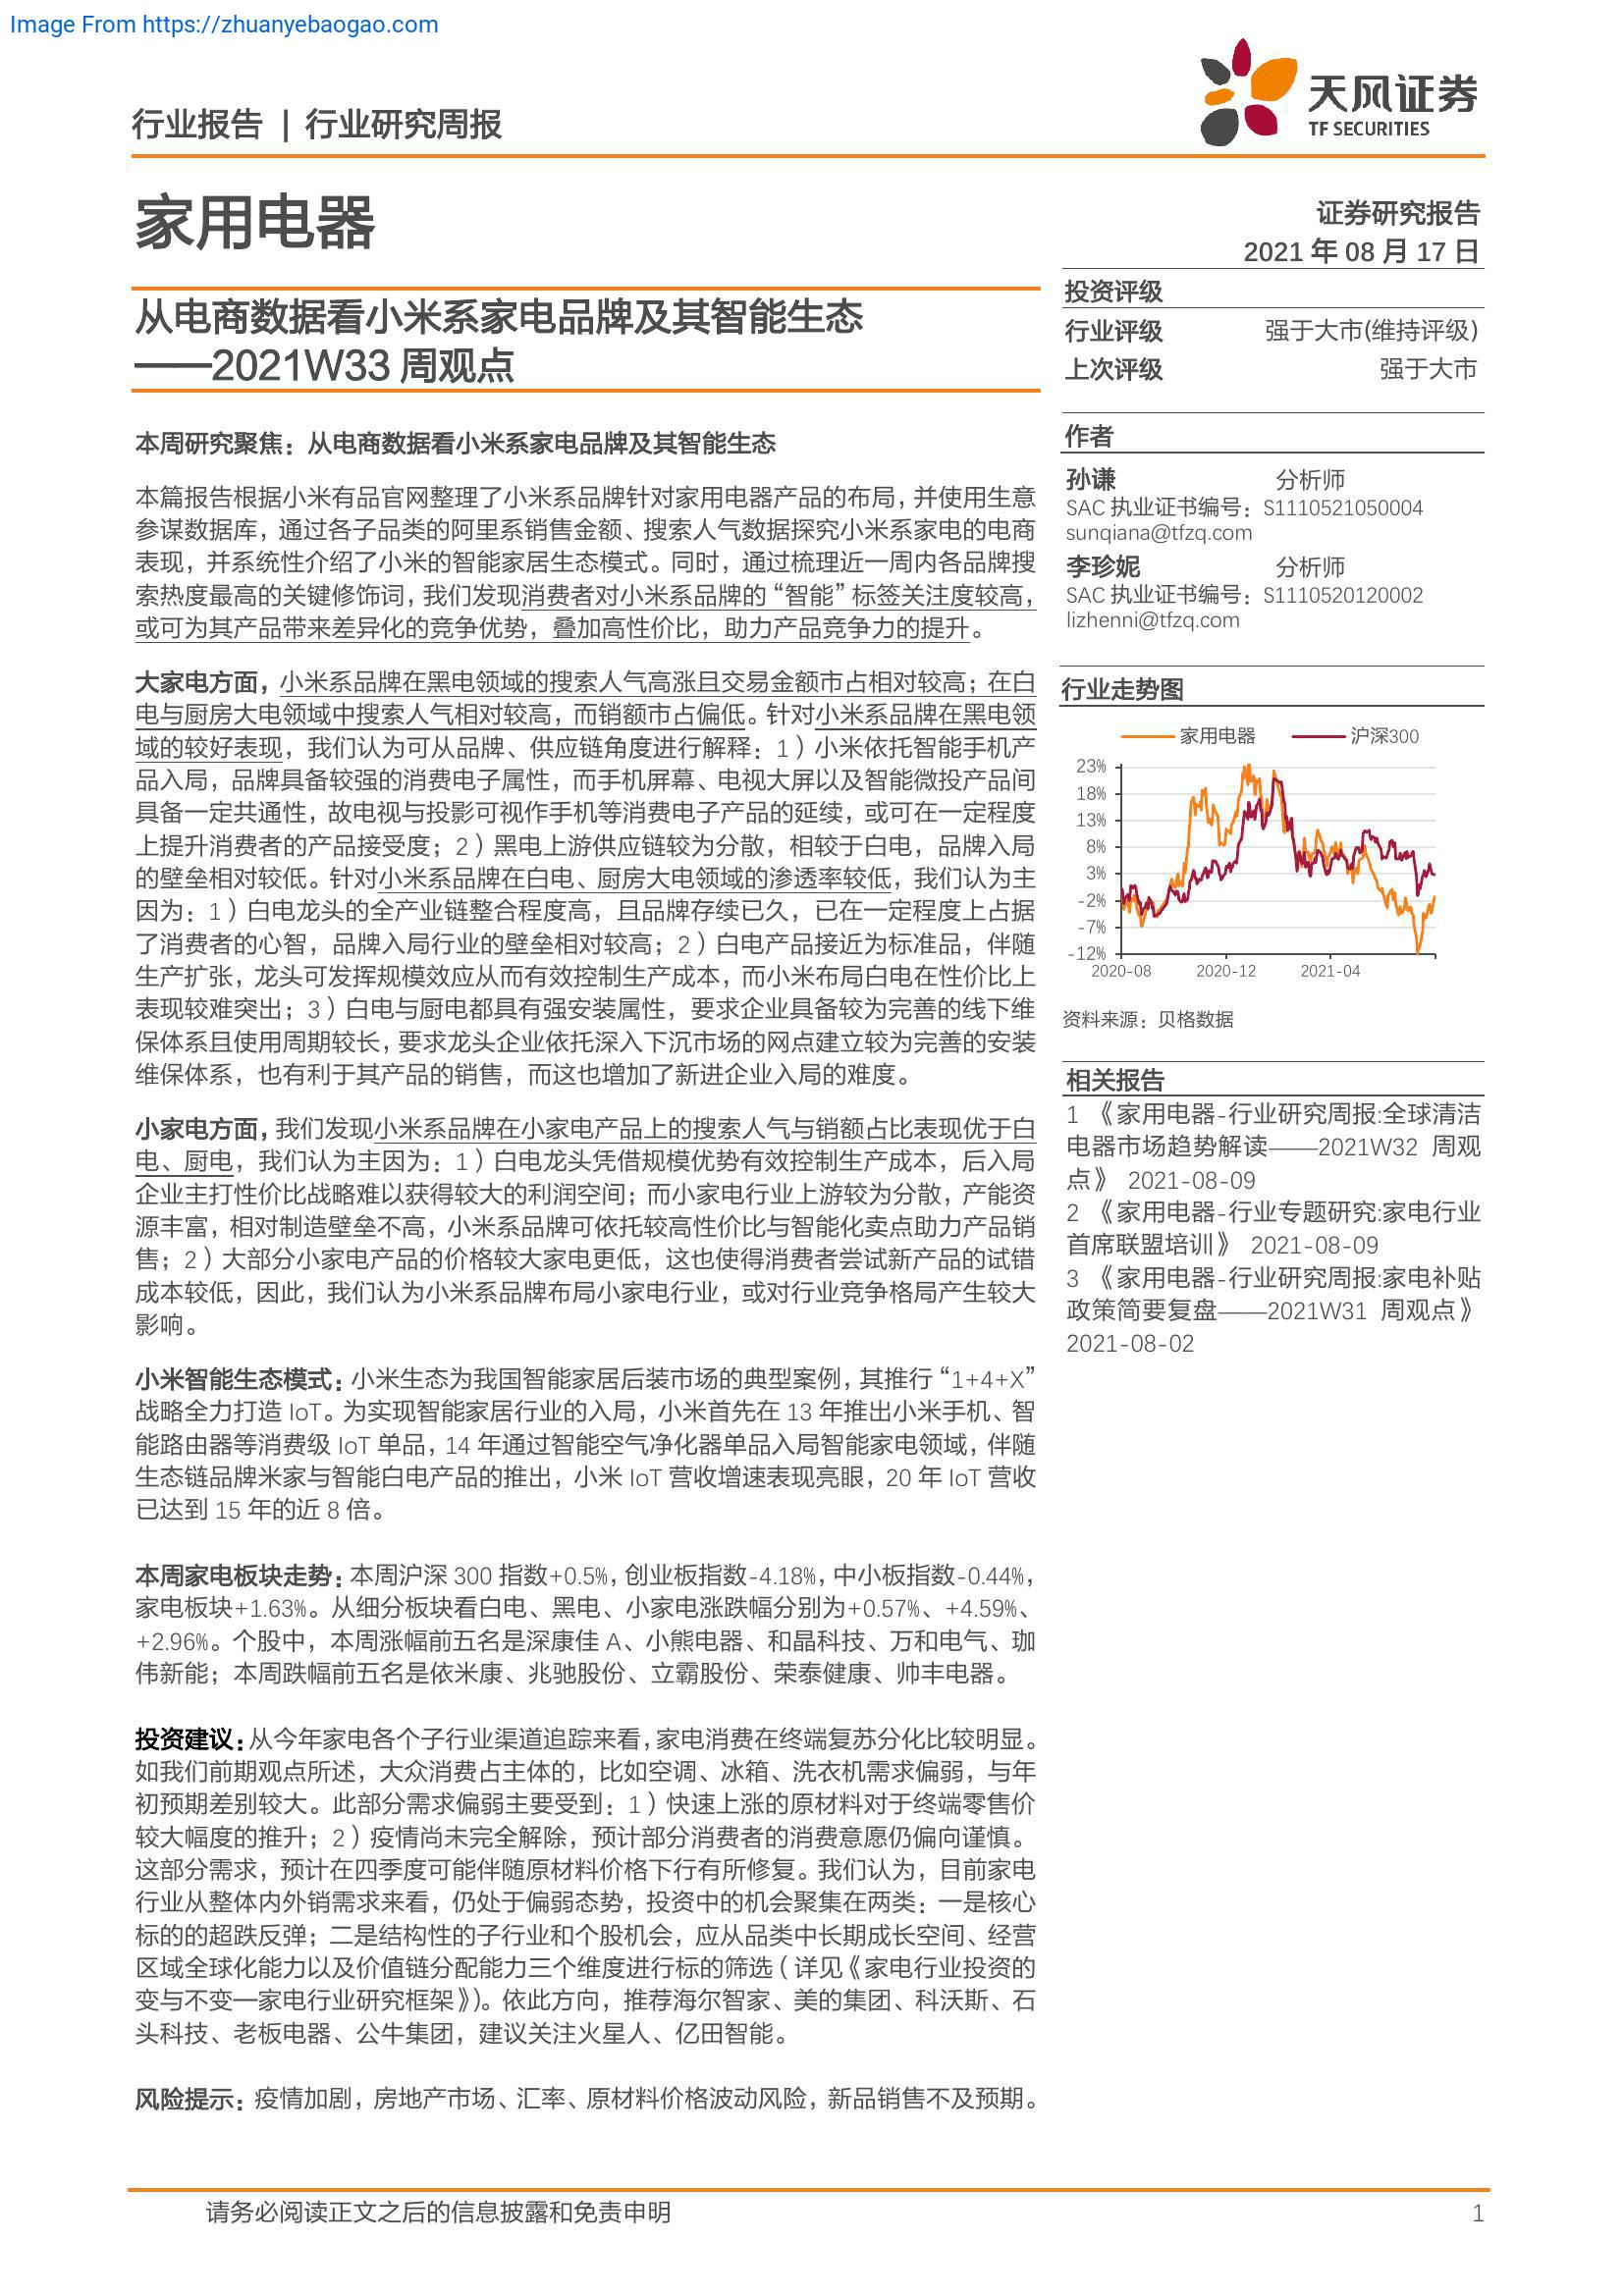 Image From https://zhuanyebaogao.com
行业报告 | 行业研究周报
天风证券
TF SECURITIES
家用电器
证券研究报告
2021 年 08 月 17 日
从电商数据看小米系家电品牌及其智能生态
——2021W33 周观点
本周研究聚焦：从电商数据看小米系家电品牌及其智能生态
本篇报告根据小米有品官网整理了小米系品牌针对家用电器产品的布局，并使用生意
参谋数据库，通过各子品类的阿里系销售金额、搜索人气数据探究小米系家电的电商
表现，并系统性介绍了小米的智能家居生态模式。同时，通过梳理近一周内各品牌搜
索热度最高的关键修饰词，我们发现消费者对小米系品牌的“智能”标签关注度较高，
或可为其产品带来差异化的竞争优势，叠加高性价比，助力产品竞争力的提升。
大家电方面，小米系品牌在黑电领域的搜索人气高涨且交易金额市占相对较高；在白
电与厨房大电领域中搜索人气相对较高，而销额市占偏低。针对小米系品牌在黑电领
域的较好表现，我们认为可从品牌、供应链角度进行解释：1）小米依托智能手机产
品入局，品牌具备较强的消费电子属性，而手机屏幕、电视大屏以及智能微投产品间
具备一定共通性，故电视与投影可视作手机等消费电子产品的延续，或可在一定程度
上提升消费者的产品接受度；2）黑电上游供应链较为分散，相较于白电，品牌入局
的壁垒相对较低。针对小米系品牌在白电、厨房大电领域的渗透率较低，我们认为主
因为：1）白电龙头的全产业链整合程度高，且品牌存续已久，已在一定程度上占据
了消费者的心智，品牌入局行业的壁垒相对较高；2）白电产品接近为标准品，伴随
生产扩张，龙头可发挥规模效应从而有效控制生产成本，而小米布局白电在性价比上
表现较难突出；3）白电与厨电都具有强安装属性，要求企业具备较为完善的线下维
保体系且使用周期较长，要求龙头企业依托深入下沉市场的网点建立较为完善的安装
维保体系，也有利于其产品的销售，而这也增加了新进企业入局的难度。
小家电方面，我们发现小米系品牌在小家电产品上的搜索人气与销额占比表现优于白
电、厨电，我们认为主因为：1）白电龙头凭借规模优势有效控制生产成本，后入局
企业主打性价比战略难以获得较大的利润空间；而小家电行业上游较为分散，产能资
源丰富，相对制造壁垒不高，小米系品牌可依托较高性价比与智能化卖点助力产品销
售；2）大部分小家电产品的价格较大家电更低，这也使得消费者尝试新产品的试错
成本较低，因此，我们认为小米系品牌布局小家电行业，或对行业竞争格局产生较大
影响。
小米智能生态模式：小米生态为我国智能家居后装市场的典型案例，其推行“1+4+X”
战略全力打造 IoT。为实现智能家居行业的入局，小米首先在 13 年推出小米手机、智
能路由器等消费级 IoT 单品，14 年通过智能空气净化器单品入局智能家电领域，伴随
生态链品牌米家与智能白电产品的推出，小米 IoT 营收增速表现亮眼，20 年 IoT 营收
已达到 15 年的近 8 倍。
本周家电板块走势：本周沪深 300 指数+0.5%，创业板指数-4.18%，中小板指数-0.44%，
家电板块+1.63%。从细分板块看白电、黑电、小家电涨跌幅分别为+0.57%、+4.59%、
+2.96%。个股中，本周涨幅前五名是深康佳 A、小熊电器、和晶科技、万和电气、珈
伟新能；本周跌幅前五名是依米康、兆驰股份、立霸股份、荣泰健康、帅丰电器。
投资建议：从今年家电各个子行业渠道追踪来看，家电消费在终端复苏分化比较明显。
如我们前期观点所述，大众消费占主体的，比如空调、冰箱、洗衣机需求偏弱，与年
初预期差别较大。此部分需求偏弱主要受到：1）快速上涨的原材料对于终端零售价
较大幅度的推升；2）疫情尚未完全解除，预计部分消费者的消费意愿仍偏向谨慎。
这部分需求，预计在四季度可能伴随原材料价格下行有所修复。我们认为，目前家电
行业从整体内外销需求来看，仍处于偏弱态势，投资中的机会聚集在两类：一是核心
标的的超跌反弹；二是结构性的子行业和个股机会，应从品类中长期成长空间、经营
区域全球化能力以及价值链分配能力三个维度进行标的筛选（详见《家电行业投资的
变与不变—家电行业研究框架》）。依此方向，推荐海尔智家、美的集团、科沃斯、石
头科技、老板电器、公牛集团，建议关注火星人、亿田智能。
风险提示：疫情加剧，房地产市场、汇率、原材料价格波动风险，新品销售不及预期。
投资评级
行业评级 强于大市(维持评级)
上次评级 强于大市
作者
孙谦 分析师
SAC 执业证书编号：S1110521050004
sunqiana@tfzq.com
李珍妮 分析师
SAC 执业证书编号：S1110520120002
lizhenni@tfzq.com
行业走势图
家用电器 沪深300
23%
18%
13%
8%
3%
-2%
-7%
-12%
2020-08 2020-12 2021-04
资料来源：贝格数据
相关报告
1 《家用电器-行业研究周报:全球清洁
电器市场趋势解读——2021W32 周观
点》 2021-08-09
2 《家用电器-行业专题研究:家电行业
首席联盟培训》 2021-08-09
3 《家用电器-行业研究周报:家电补贴
政策简要复盘——2021W31 周观点》
2021-08-02
请务必阅读正文之后的信息披露和免责申明
1